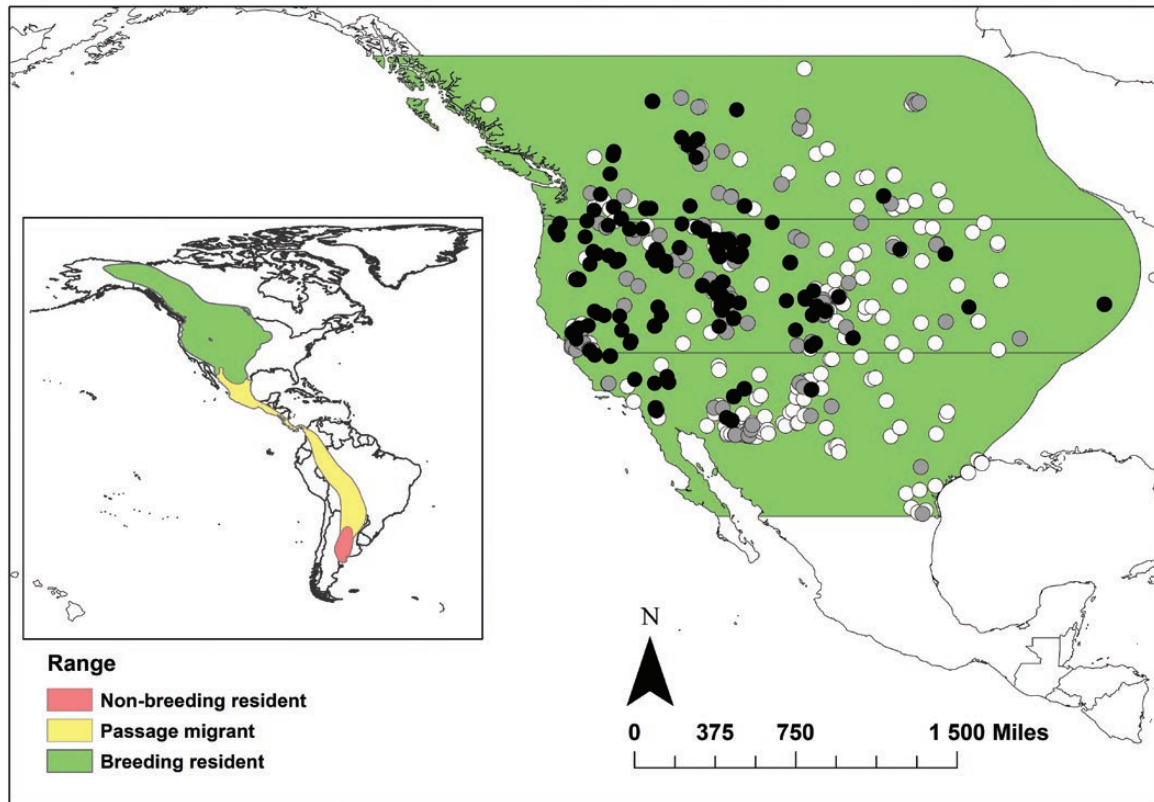 N
Range
Non-breeding resident
Passage migrant
Breeding resident
0 375 750 1 500 Miles